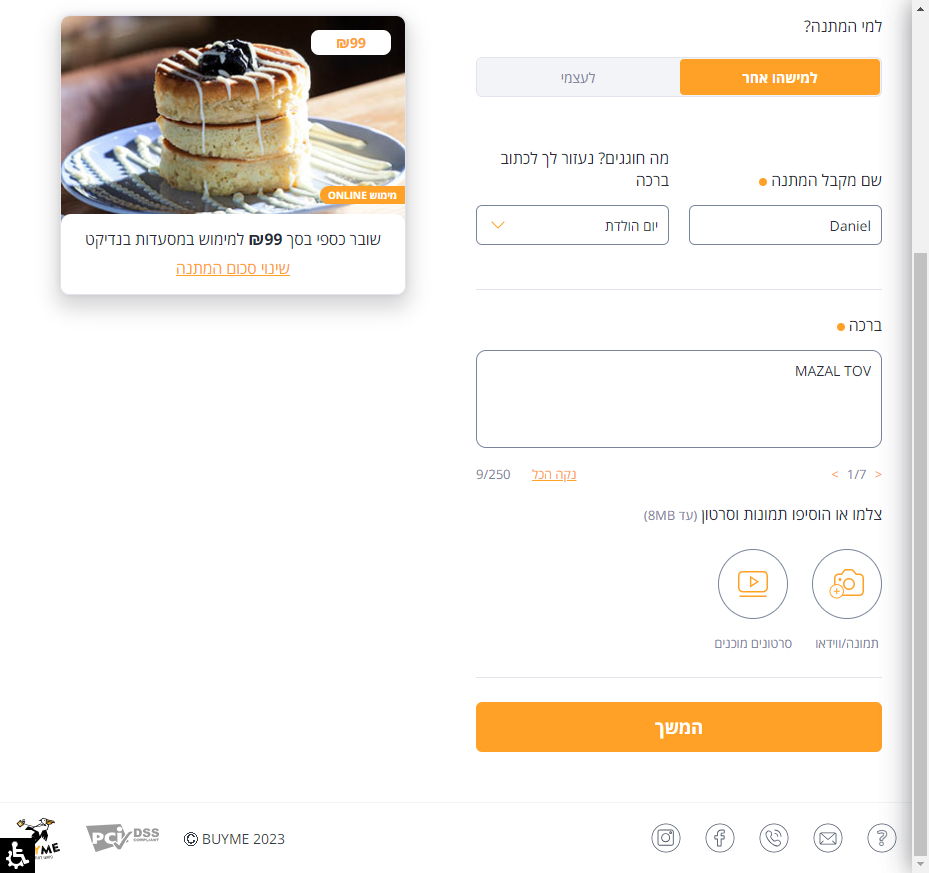 למי המתנה?
למישהו אחר
לעצמי
שם מקבל המתנה
Daniel
מה חוגגים? נעזור לך לכתוב
ברכה
יום הולדת
ברכה
MAZAL TOV
< 1/7 >
נקה הכל
9/250
צלמו או הוסיפו תמונות וסרטון (עד 8MB)
תמונה/ווידאו
סרטונים מוכנים
המשך
₪99
מימוש ONLINE
שובר כספי בסך ₪99 למימוש במסעדות בנדיקט
שינוי סכום המתנה
© BUYME 2023
PCI DSS
COMPLIANT